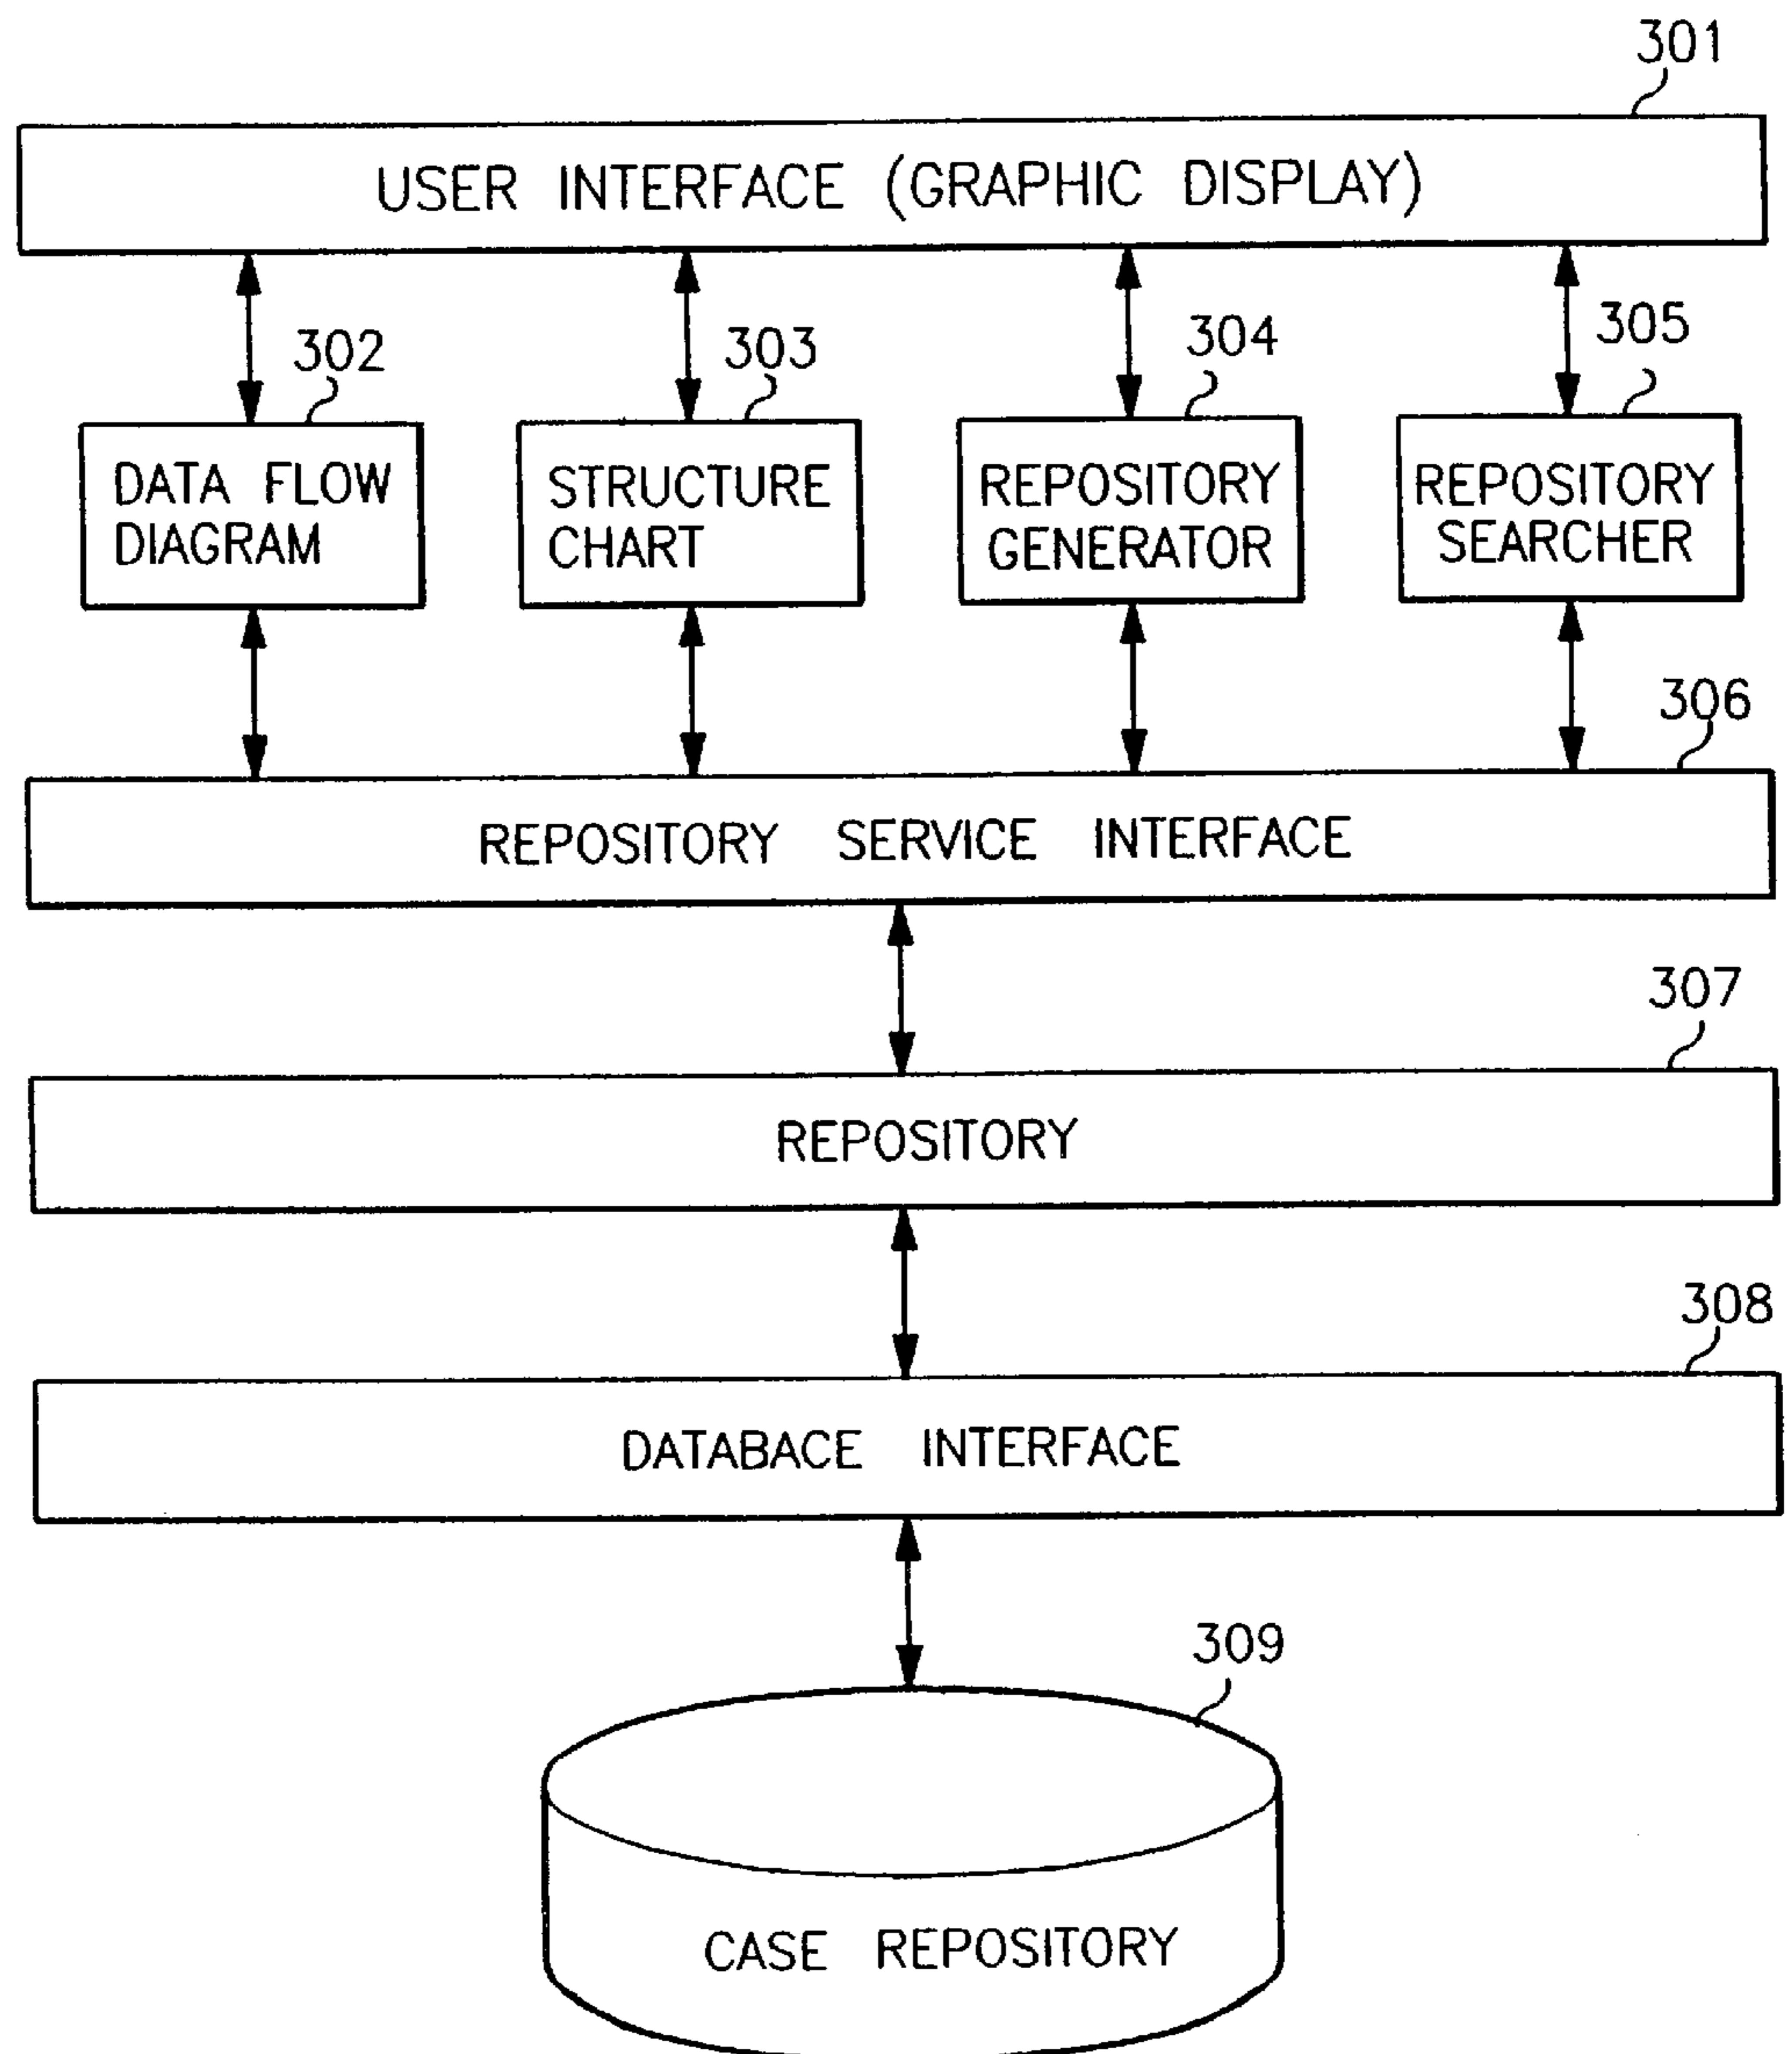 301
USER INTERFACE (GRAPHIC DISPLAY)
302
303
304
305
DATA FLOW
DIAGRAM
STRUCTURE
CHART
REPOSITORY
GENERATOR
REPOSITORY
SEARCHER
306
REPOSITORY SERVICE INTERFACE
307
REPOSITORY
308
DATABACE INTERFACE
309
CASE REPOSITORY